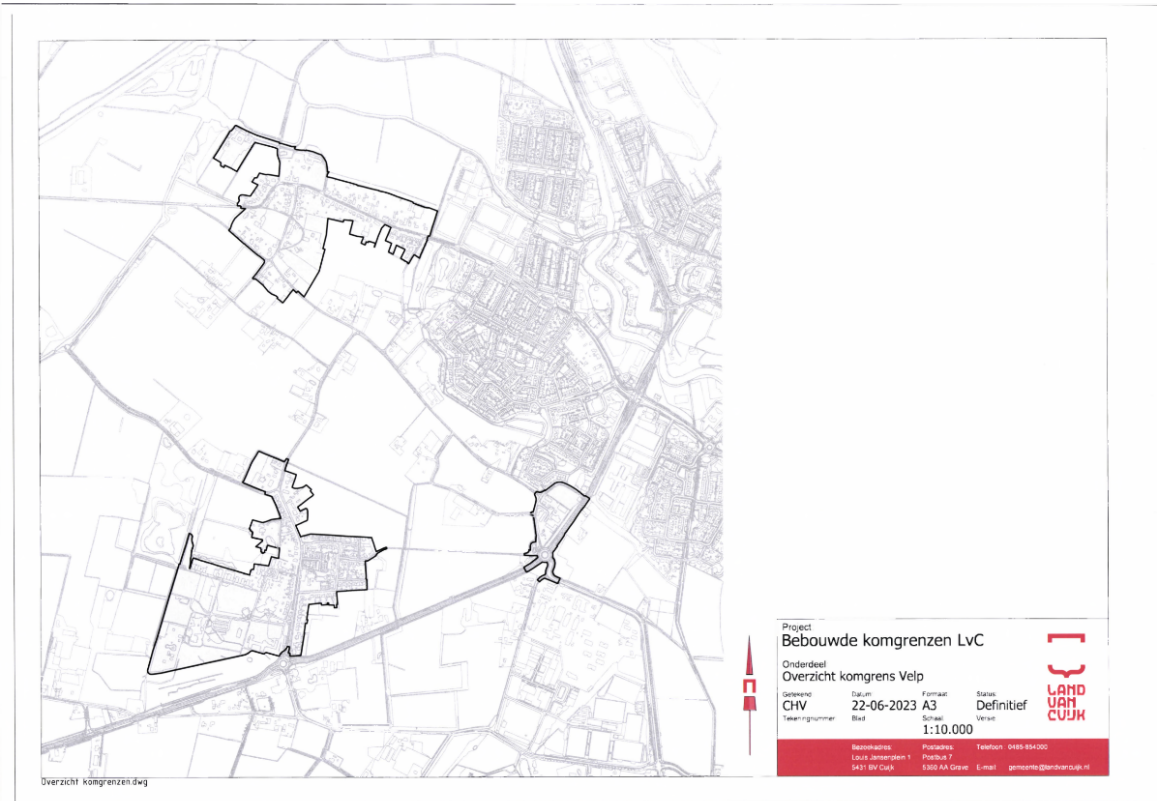 Project
Bebouwde komgrenzen LvC
Onderdeel
Overzicht komgrens Velp
Getekend Datum Formaat Status
CHV 22-06-2023 A3 Definitief
Tekeningnummer Blad Schaal Versie
1:10.000
LAND
VAN
CUIJK
Bezoekadres: Postadres: Telefoon: 0485-854000
Louis Jansenplein 1 Postbus 7
5431 BV Cuijk 5360 AA Grave E-mail: gemeente@landvancuijk.nl
Overzicht komgrenzen.dwg